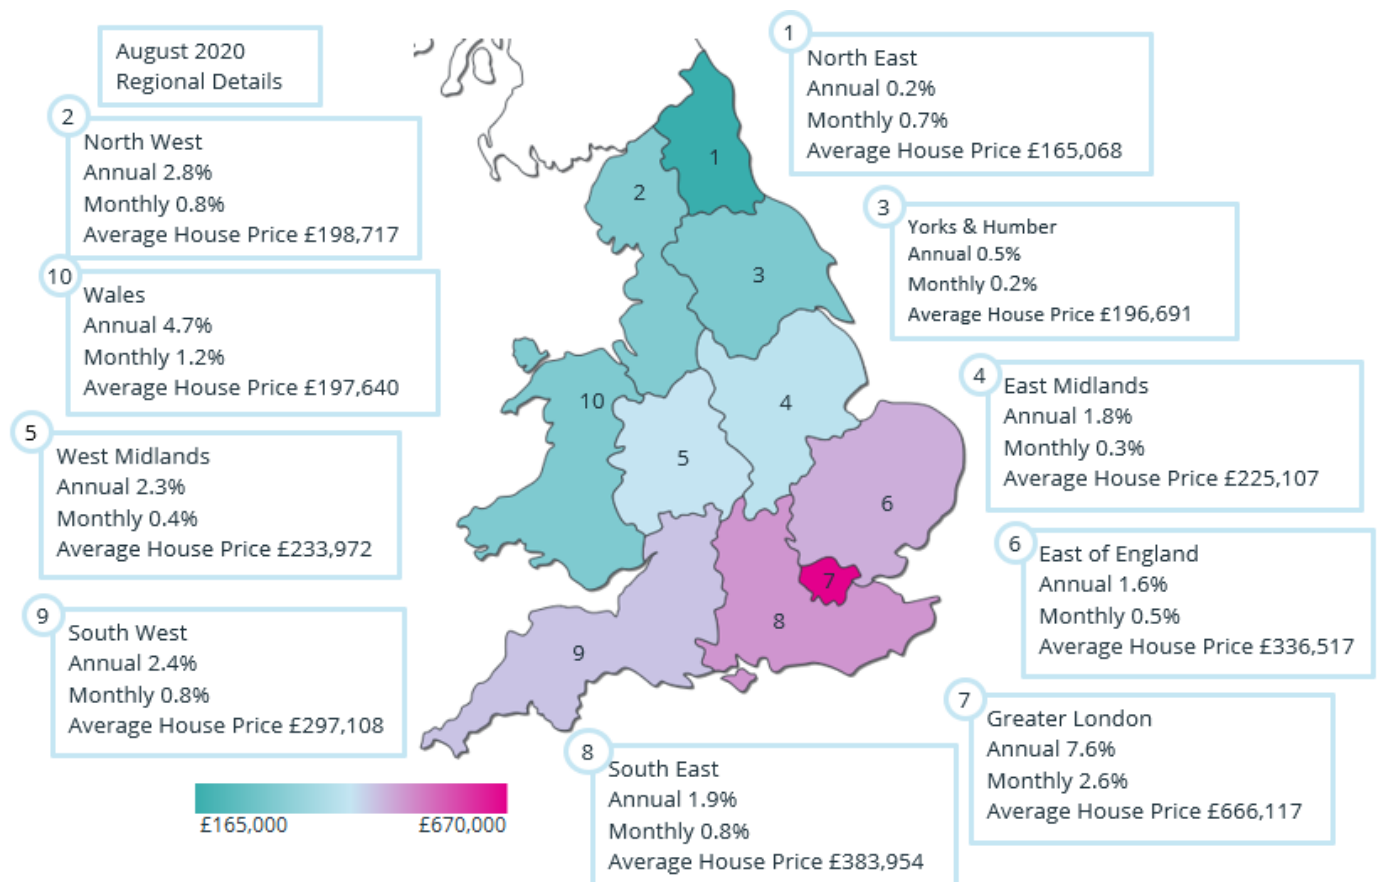 August 2020
Regional Details
1
North East
Annual 0.2%
Monthly 0.7%
Average House Price £165,068
2
North West
Annual 2.8%
Monthly 0.8%
Average House Price £198,717
3
Yorks & Humber
Annual 0.5%
Monthly 0.2%
Average House Price £196,691
10
Wales
Annual 4.7%
Monthly 1.2%
Average House Price £197,640
4
East Midlands
Annual 1.8%
Monthly 0.3%
Average House Price £225,107
5
West Midlands
Annual 2.3%
Monthly 0.4%
Average House Price £233,972
6
East of England
Annual 1.6%
Monthly 0.5%
Average House Price £336,517
9
South West
Annual 2.4%
Monthly 0.8%
Average House Price £297,108
7
Greater London
Annual 7.6%
Monthly 2.6%
Average House Price £666,117
8
South East
Annual 1.9%
Monthly 0.8%
Average House Price £383,954
1
2
3
10
4
5
6
7
8
9
£165,000
£670,000